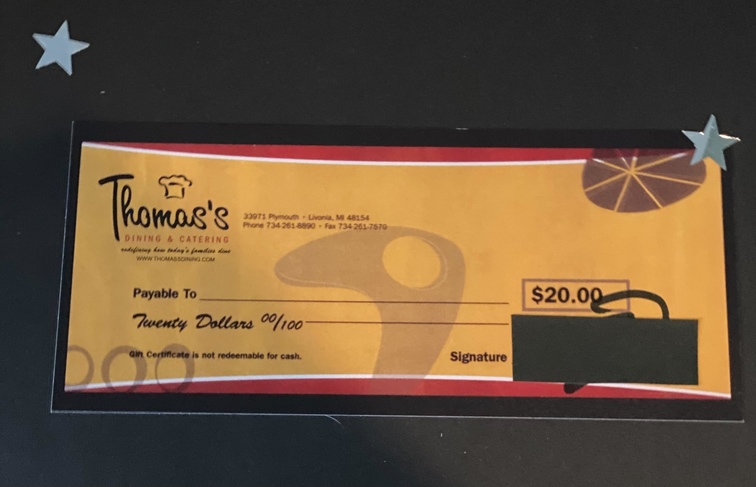 Thomas's
DINING & CATERING
redefining how today's families dine
WWW.THOMASSDINING.COM
33971 Plymouth - Livonia, MI 48154
Phone 734-261-8890 - Fax 734-261-7570
Payable To
$20.00
Twenty Dollars 00/100
Gift Certificate is not redeemable for cash.
Signature